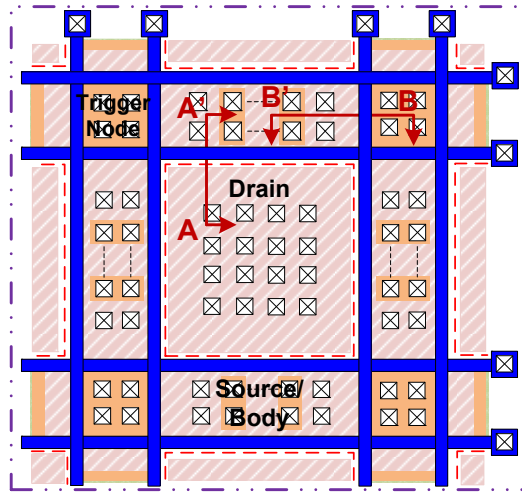 Trigger
Node
A'
B'
B
Drain
A
Source/
Body